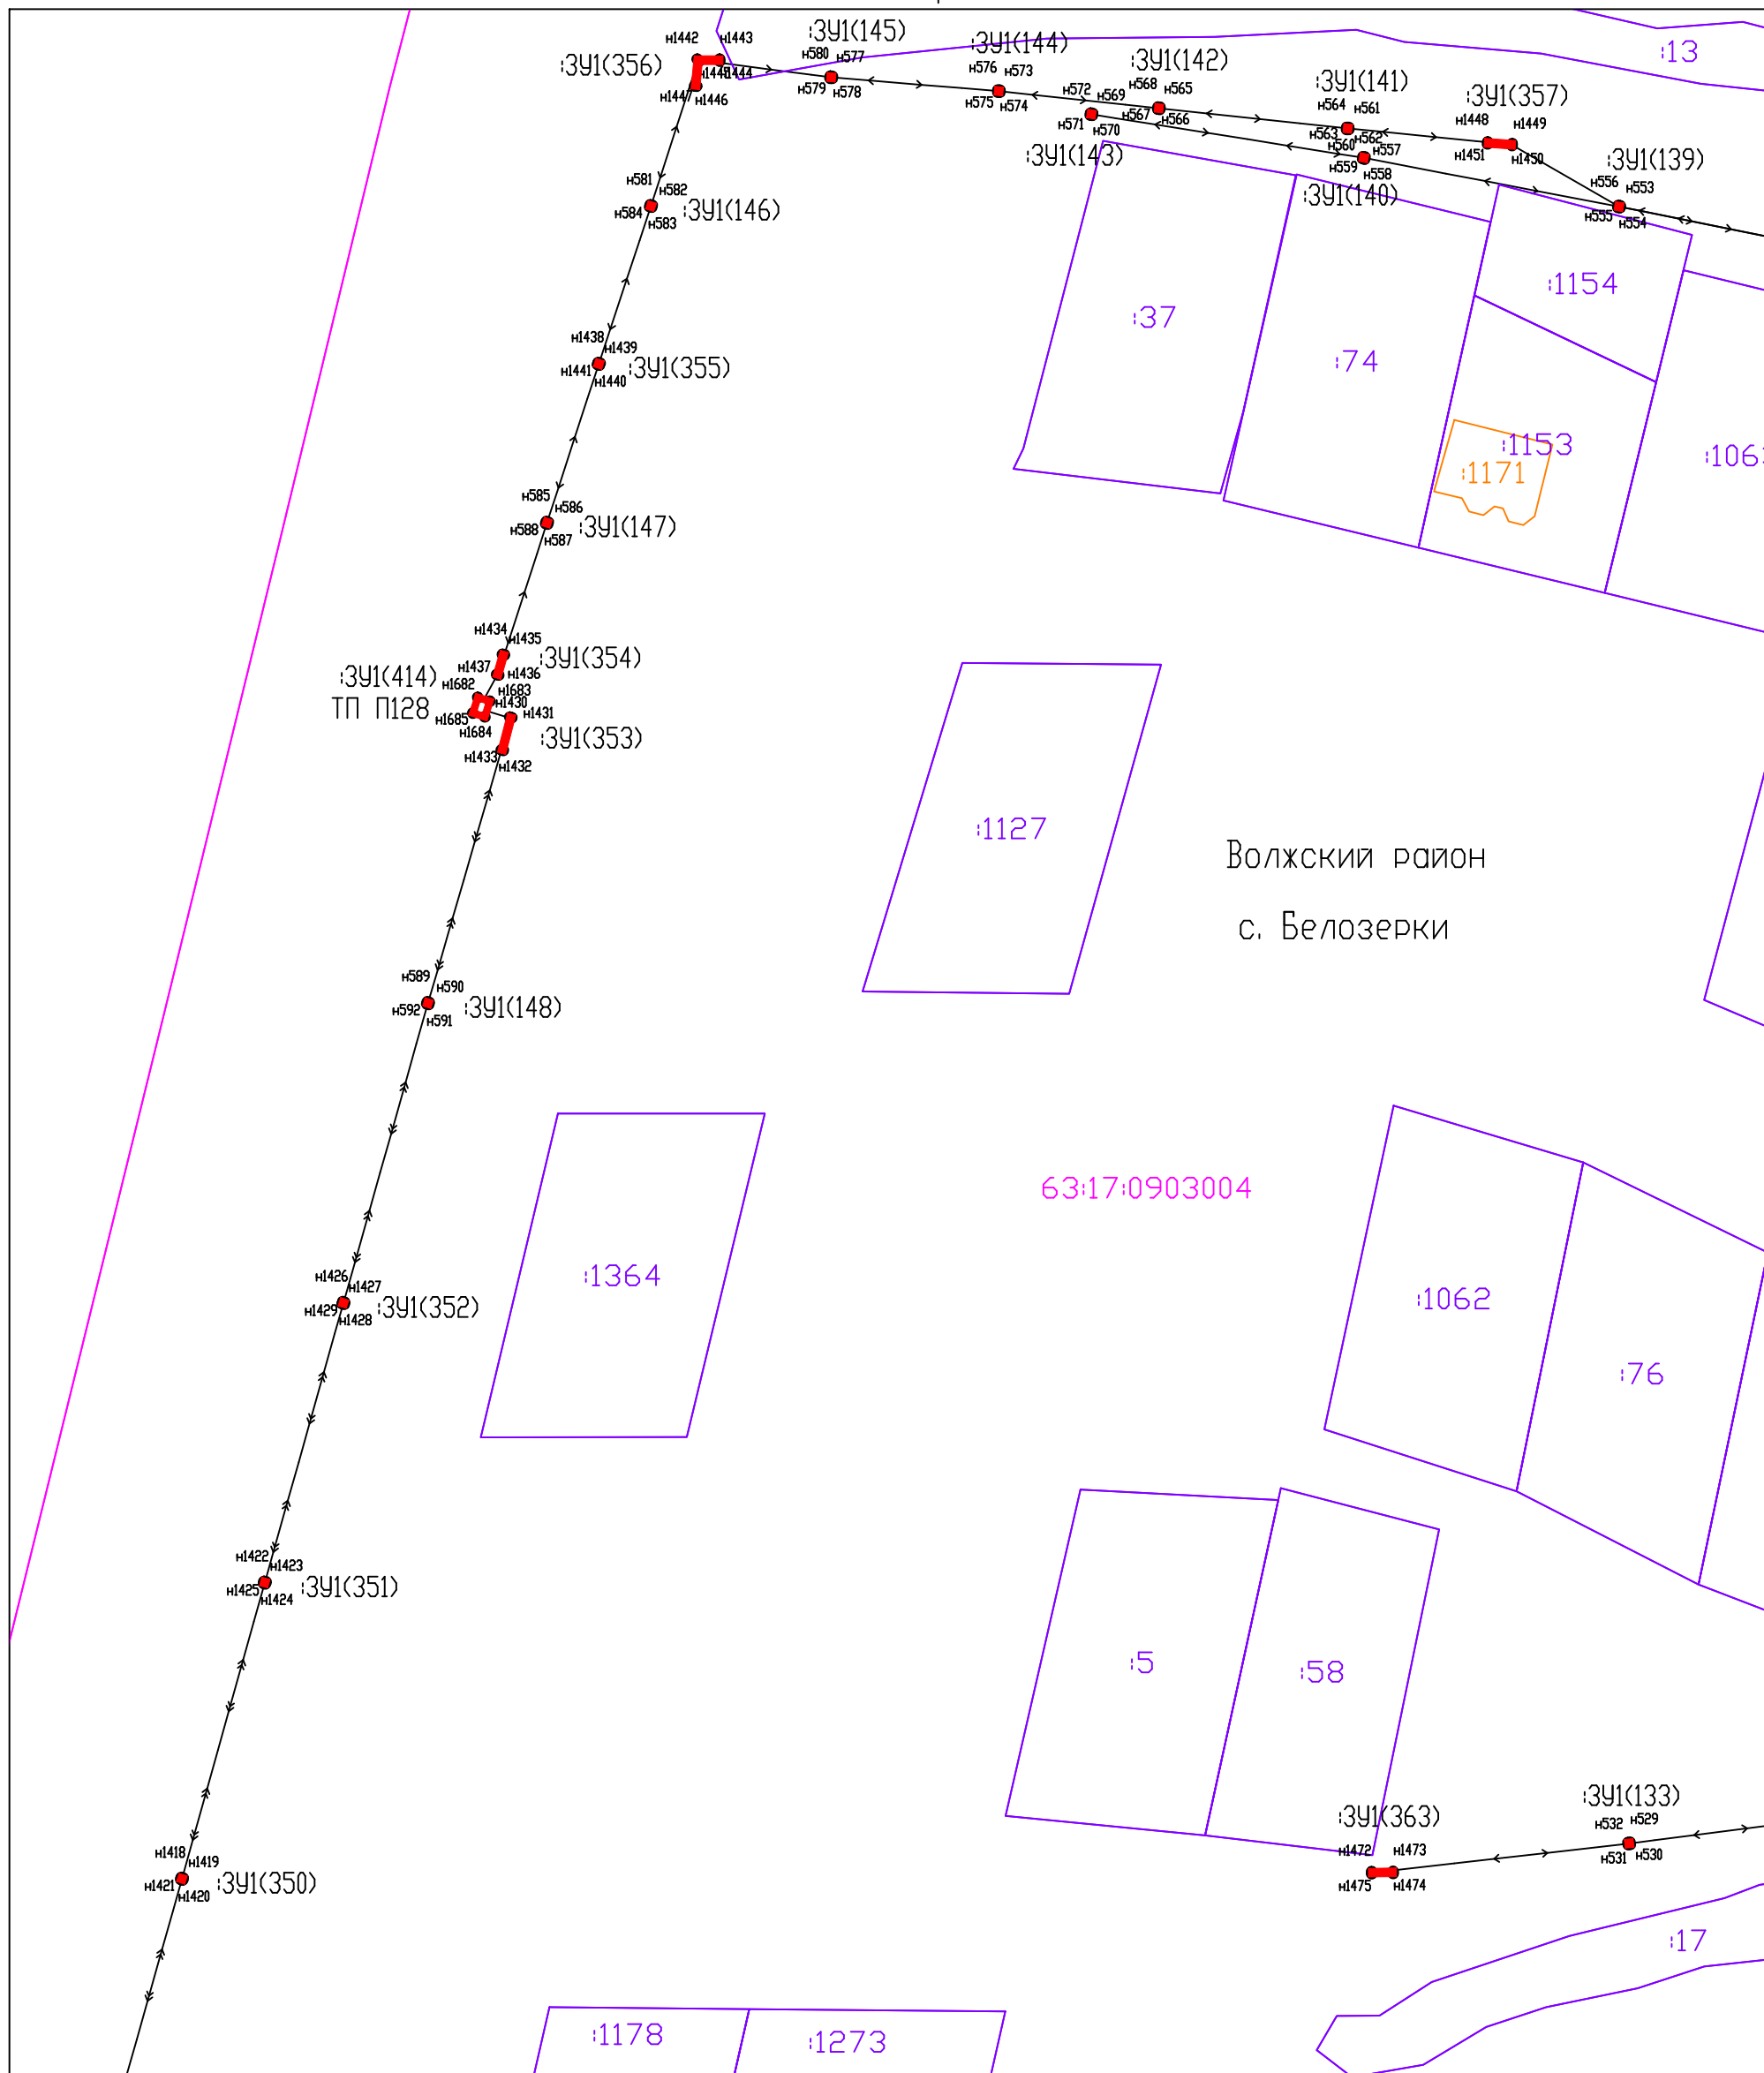 :ЗУ1(145)
н1442
н1443
:ЗУ1(144)
:13
н580
н577
:ЗУ1(142)
:ЗУ1(356)
н1445
н1444
н579
н578
н576
н573
н575
н574
н572
н569
н568
н565
:ЗУ1(141)
:ЗУ1(357)
н1447
н1446
н571
н570
н567
н566
н564
н561
н563
н562
н1448
н1449
н1451
н1450
:ЗУ1(143)
н560
н557
н559
н558
:ЗУ1(139)
н581
н582
н584
н583
:ЗУ1(146)
:ЗУ1(140)
н556
н553
н555
н554
:1154
:37
:74
н1438
н1439
н1441
н1440
:ЗУ1(355)
:1153
:1171
н585
н586
н588
н587
:ЗУ1(147)
н1434
н1435
н1437
н1436
:ЗУ1(354)
:ЗУ1(414)
н1682
н1683
ТП П128
н1430
н1431
н1685
н1684
:ЗУ1(353)
н1433
н1432
:1127
Волжский район
с. Белозерки
н589
н590
н592
н591
:ЗУ1(148)
63:17:0903004
:1364
н1426
н1427
н1429
н1428
:ЗУ1(352)
:1062
:76
н1422
н1423
н1425
н1424
:ЗУ1(351)
:5
:58
:ЗУ1(133)
н532
н529
н531
н530
:ЗУ1(363)
н1472
н1473
н1475
н1474
н1418
н1419
н1421
н1420
:ЗУ1(350)
:17
:1178
:1273